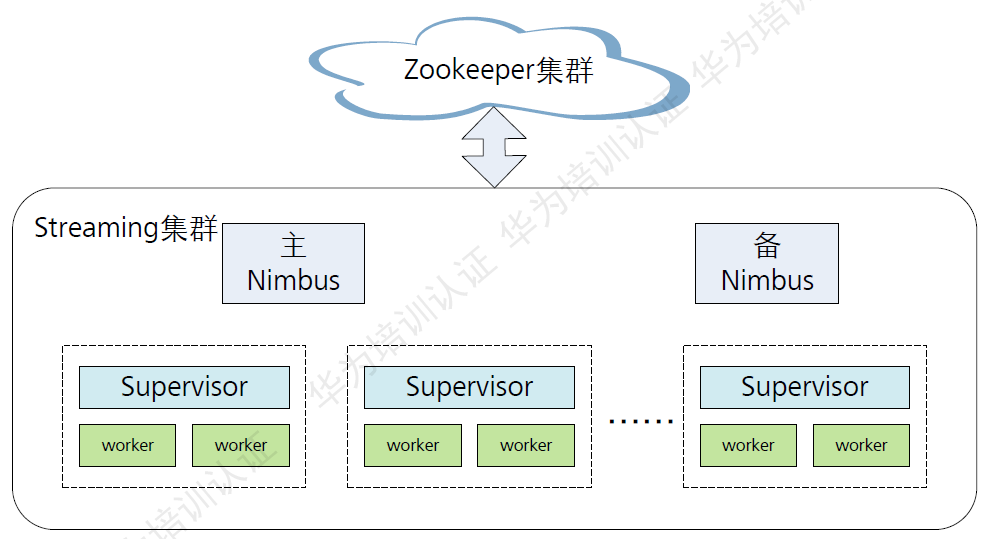 Zookeeper集群
Streaming集群
主
Nimbus
备
Nimbus
Supervisor
Supervisor
Supervisor
……
worker
worker
worker
worker
worker
worker
华为培训认证 华为培训认证 华为培训认证 华为培训